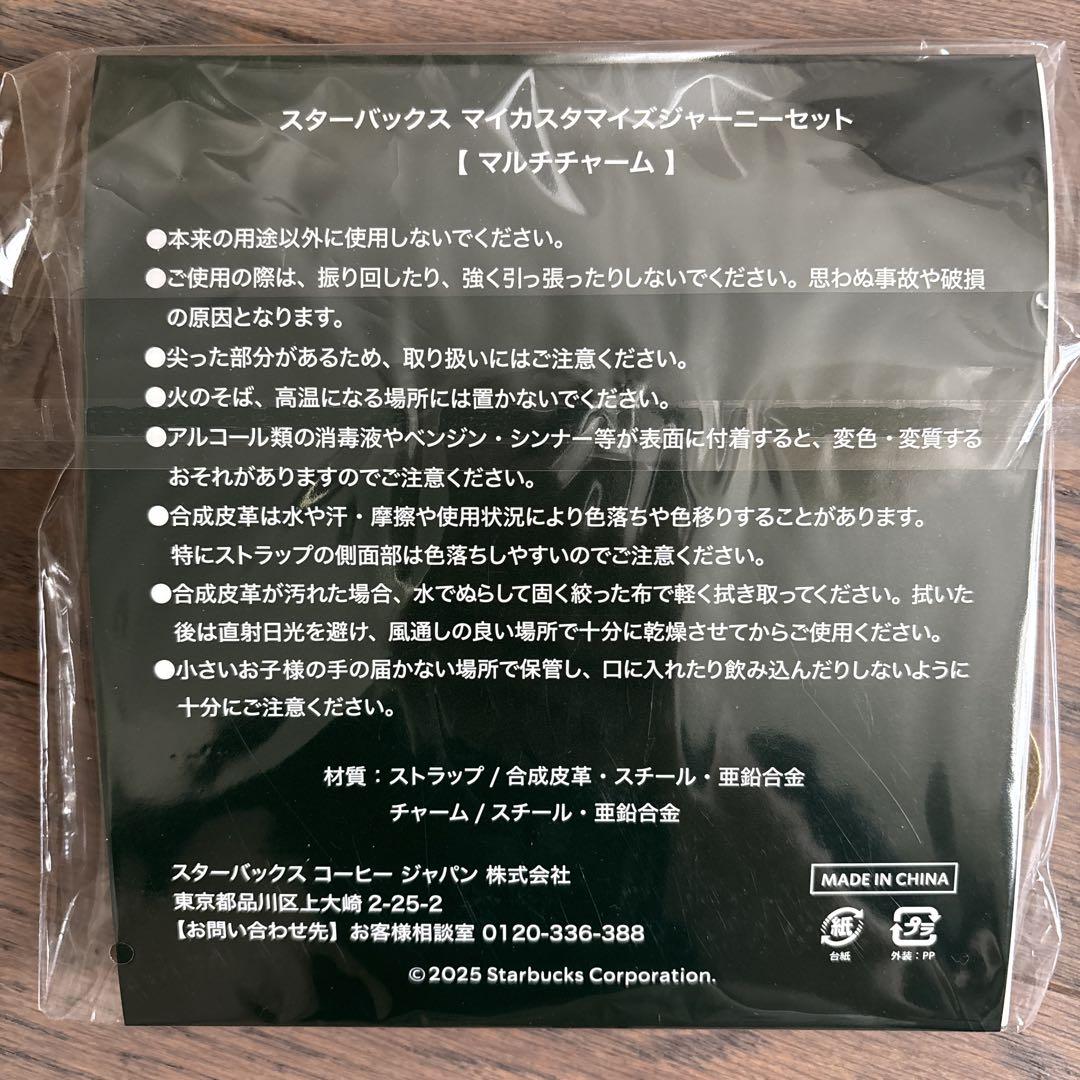 スターバックス マイカスタマイズジャーニーセット
【 マルチチャーム 】
●本来の用途以外に使用しないでください。
●ご使用の際は、振り回したり、強く引っ張ったりしないでください。思わぬ事故や破損
の原因となります。
●尖った部分があるため、取り扱いにはご注意ください。
●火のそば、高温になる場所には置かないでください。
●アルコール類の消毒液やベンジン・シンナー等が表面に付着すると、変色・変質する
おそれがありますのでご注意ください。
●合成皮革は水や汗・摩擦や使用状況により色落ちや色移りすることがあります。
特にストラップの側面部は色落ちしやすいのでご注意ください。
●合成皮革が汚れた場合、水でぬらして固く絞った布で軽く拭き取ってください。拭いた
後は直射日光を避け、風通しの良い場所で十分に乾燥させてからご使用ください。
●小さいお子様の手の届かない場所で保管し、口に入れたり飲み込んだりしないように
十分にご注意ください。
材質：ストラップ / 合成皮革・スチール・亜鉛合金
チャーム / スチール・亜鉛合金
スターバックス コーヒー ジャパン 株式会社
東京都品川区上大崎 2-25-2
【お問い合わせ先】お客様相談室 0120-336-388
©2025 Starbucks Corporation.
MADE IN CHINA
紙 プラ
台紙 外装：PP